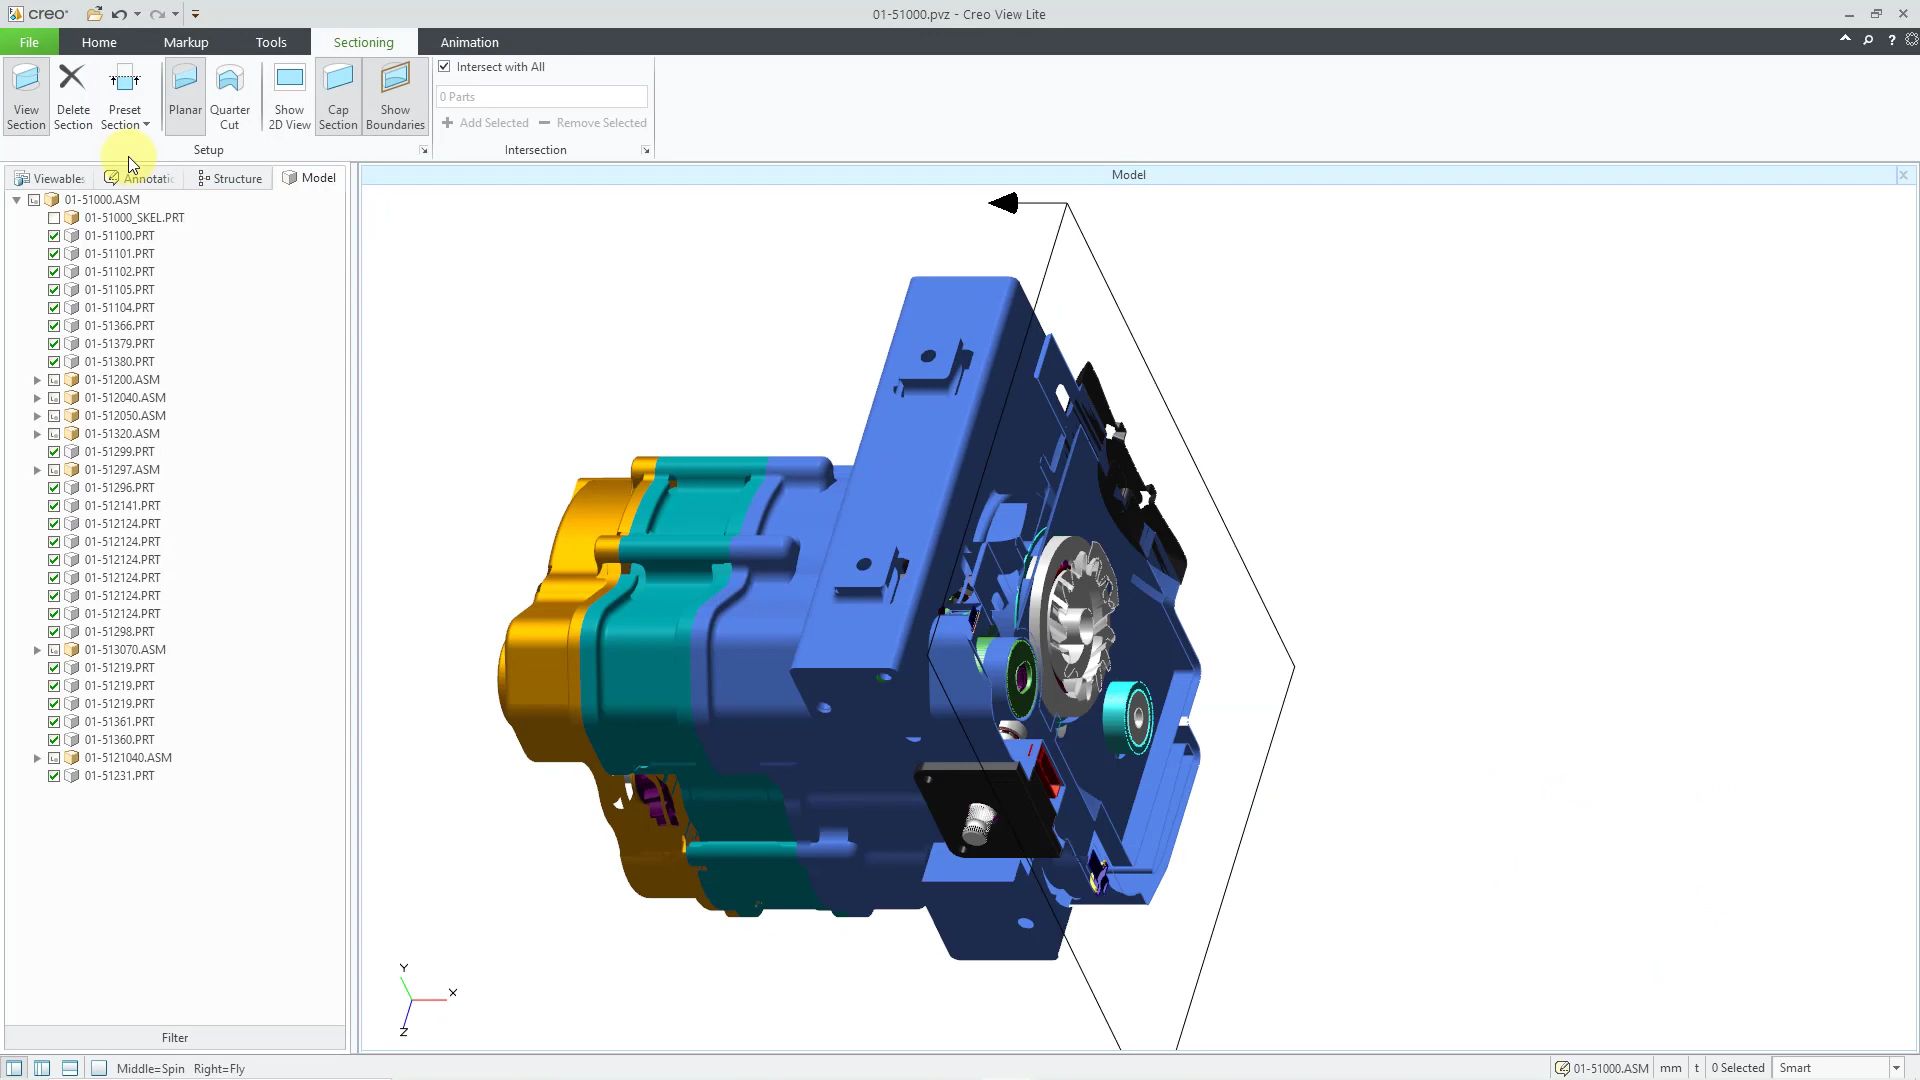 creo
01-51000.pvz - Creo View Lite
File
Home
Markup
Tools
Sectioning
Animation
View Section
Delete Section
Preset Section
Planar
Quarter Cut
Show 2D View
Cap Section
Show Boundaries
Setup
Intersect with All
0 Parts
Add Selected
Remove Selected
Intersection
Viewables
Annotatic
Structure
Model
Model
01-51000.ASM
01-51000_SKEL.PRT
01-51100.PRT
01-51101.PRT
01-51102.PRT
01-51105.PRT
01-51104.PRT
01-51366.PRT
01-51379.PRT
01-51380.PRT
01-51200.ASM
01-512040.ASM
01-512050.ASM
01-51320.ASM
01-51299.PRT
01-51297.ASM
01-51296.PRT
01-512141.PRT
01-512124.PRT
01-512124.PRT
01-512124.PRT
01-512124.PRT
01-512124.PRT
01-512124.PRT
01-51298.PRT
01-513070.ASM
01-51219.PRT
01-51219.PRT
01-51219.PRT
01-51361.PRT
01-51360.PRT
01-5121040.ASM
01-51231.PRT
Y
X
Z
Filter
Middle=Spin Right=Fly
01-51000.ASM
mm
t
0 Selected
Smart